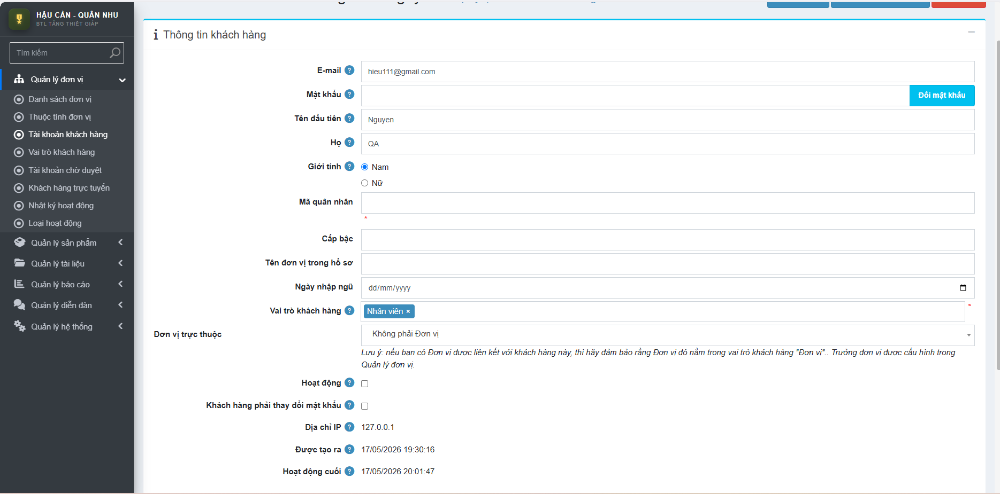 HẬU CẦN - QUÂN NHU
BTL TĂNG THIẾT GIÁP
Tìm kiếm
Quản lý đơn vị
Danh sách đơn vị
Thuộc tính đơn vị
Tài khoản khách hàng
Vai trò khách hàng
Tài khoản chờ duyệt
Khách hàng trực tuyến
Nhật ký hoạt động
Loại hoạt động
Quản lý sản phẩm
Quản lý tài liệu
Quản lý báo cáo
Quản lý diễn đàn
Quản lý hệ thống
Thông tin khách hàng
E-mail ? hieu111@gmail.com
Mật khẩu ? Đổi mật khẩu
Tên đầu tiên ? Nguyen
Họ ? QA
Giới tính ? Nam
Nữ
Mã quân nhân
*
Cấp bậc
Tên đơn vị trong hồ sơ
Ngày nhập ngũ dd/mm/yyyy
Vai trò khách hàng ? Nhân viên × *
Đơn vị trực thuộc Không phải Đơn vị
Lưu ý: nếu bạn có Đơn vị được liên kết với khách hàng này, thì hãy đảm bảo rằng Đơn vị đó nằm trong vai trò khách hàng "Đơn vị".. Trưởng đơn vị được cấu hình trong
Quản lý đơn vị.
Hoạt động ?
Khách hàng phải thay đổi mật khẩu ?
Địa chỉ IP ? 127.0.0.1
Được tạo ra ? 17/05/2026 19:30:16
Hoạt động cuối ? 17/05/2026 20:01:47